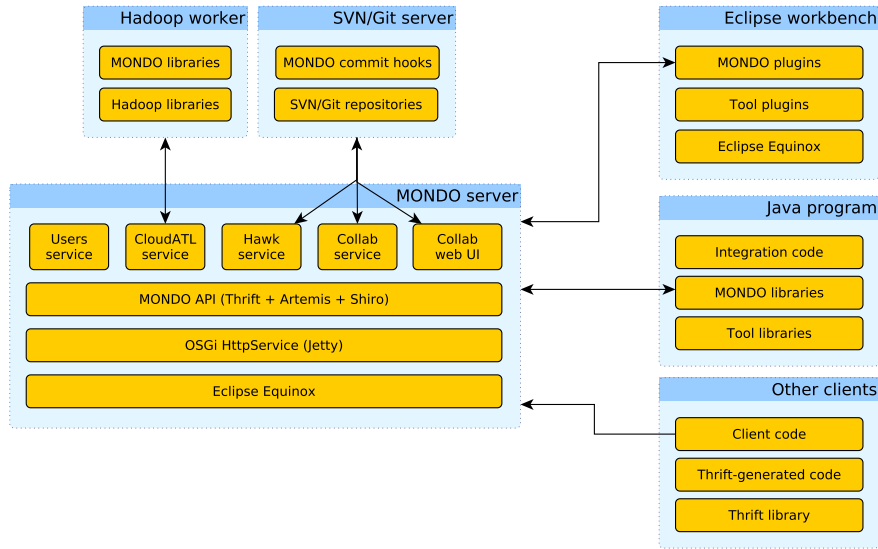 Hadoop worker
MONDO libraries
Hadoop libraries
SVN/Git server
MONDO commit hooks
SVN/Git repositories
Eclipse workbench
MONDO plugins
Tool plugins
Eclipse Equinox
MONDO server
Users
service
CloudATL
service
Hawk
service
Collab
service
Collab
web UI
MONDO API (Thrift + Artemis + Shiro)
OSGi HttpService (Jetty)
Eclipse Equinox
Java program
Integration code
MONDO libraries
Tool libraries
Other clients
Client code
Thrift-generated code
Thrift library